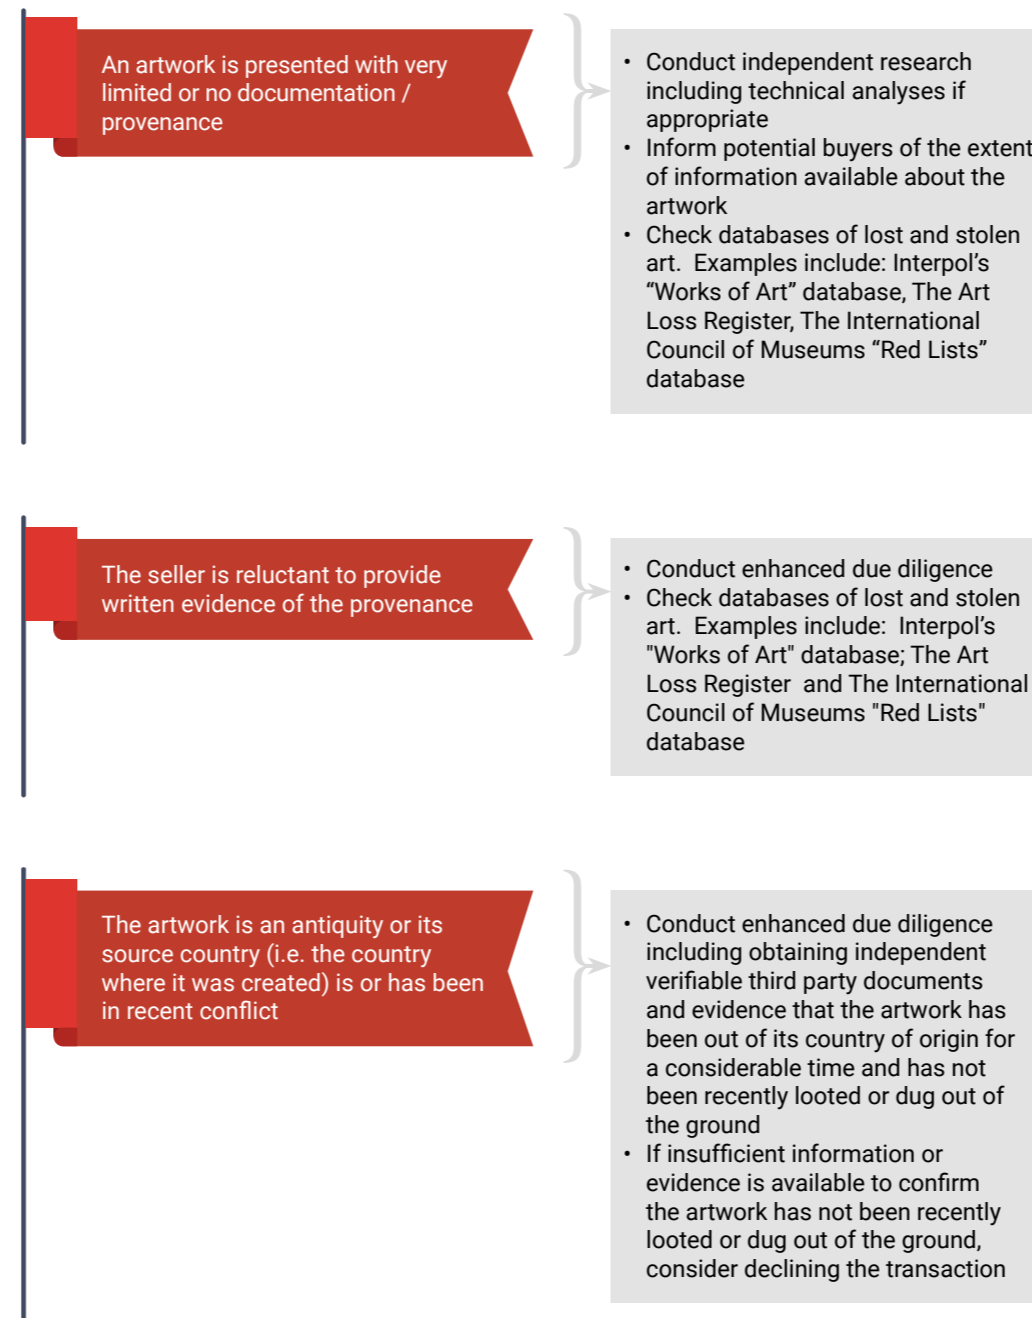 An artwork is presented with very
limited or no documentation /
provenance
• Conduct independent research
including technical analyses if
appropriate
• Inform potential buyers of the extent
of information available about the
artwork
• Check databases of lost and stolen
art.  Examples include: Interpol’s
“Works of Art” database, The Art
Loss Register, The International
Council of Museums “Red Lists”
database
The seller is reluctant to provide
written evidence of the provenance
• Conduct enhanced due diligence
• Check databases of lost and stolen
art.  Examples include:  Interpol’s
"Works of Art" database; The Art
Loss Register  and The International
Council of Museums "Red Lists"
database
The artwork is an antiquity or its
source country (i.e. the country
where it was created) is or has been
in recent conflict
• Conduct enhanced due diligence
including obtaining independent
verifiable third party documents
and evidence that the artwork has
been out of its country of origin for
a considerable time and has not
been recently looted or dug out of
the ground
• If insufficient information or
evidence is available to confirm
the artwork has not been recently
looted or dug out of the ground,
consider declining the transaction